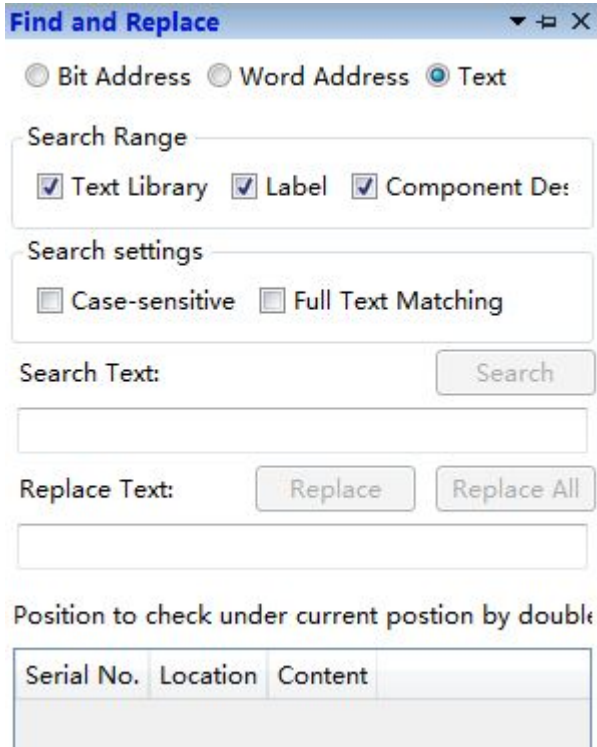 Find and Replace
Bit Address Word Address Text
Search Range
Text Library Label Component Des
Search settings
Case-sensitive Full Text Matching
Search Text: Search
Replace Text: Replace Replace All
Position to check under current postion by double
Serial No. Location Content